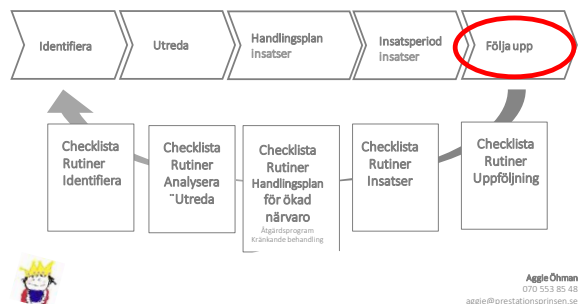 Identifiera
Utreda
Handlingsplan
insatser
Insatsperiod
insatser
Följa upp
Checklista
Rutiner
Identifiera
Checklista
Rutiner
Analysera
¨Utreda
Checklista
Rutiner
Handlingsplan
för ökad
närvaro
Åtgärdsprogram
Kränkande behandling
Checklista
Rutiner
Insatser
Checklista
Rutiner
Uppföljning
Aggie Öhman
070 553 85 48
aggie@prestationsprinsen.se